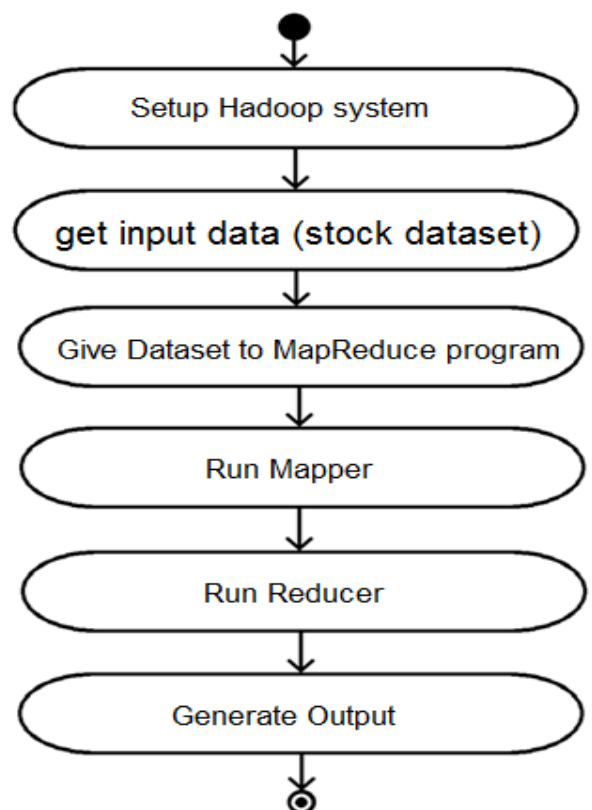 Setup Hadoop system
get input data (stock dataset)
Give Dataset to MapReduce program
Run Mapper
Run Reducer
Generate Output